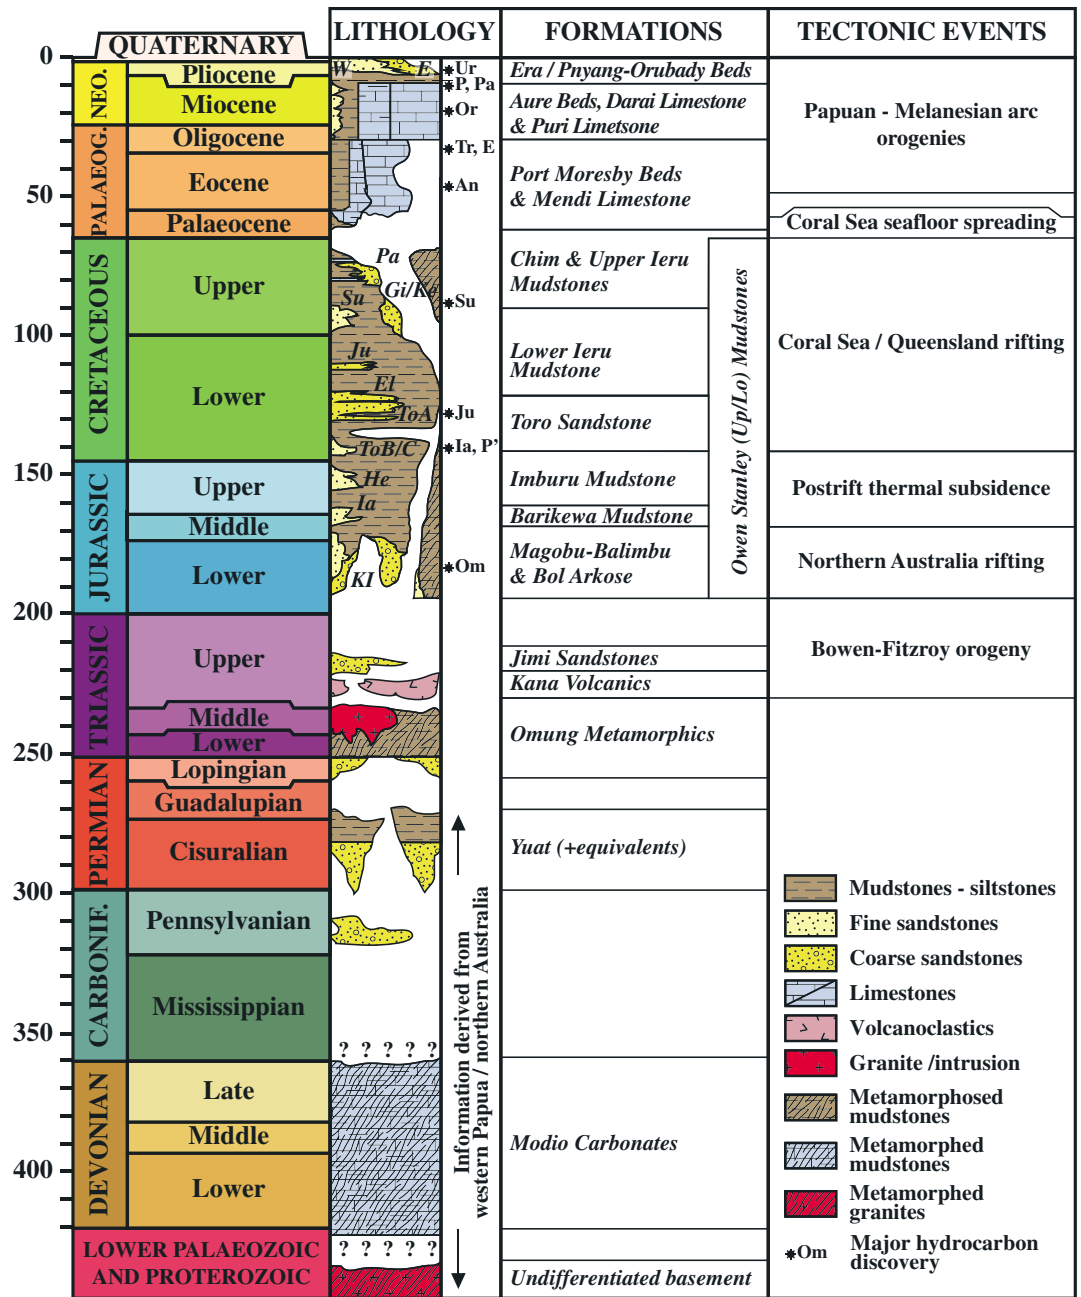 LITHOLOGY
FORMATIONS
TECTONIC EVENTS
0
50
100
150
200
250
300
350
400
QUATERNARY
NEO.
Pliocene
Miocene
PALAEOG.
Oligocene
Eocene
Palaeocene
CRETACEOUS
Upper
Lower
JURASSIC
Upper
Middle
Lower
TRIASSIC
Upper
Middle
Lower
PERMIAN
Lopingian
Guadalupian
Cisuralian
CARBONIF.
Pennsylvanian
Mississippian
DEVONIAN
Late
Middle
Lower
LOWER PALAEOZOIC
AND PROTEROZOIC
W E
Pa
Gi/Ko
Su
Ju
El
ToA
ToB/C
He
Ia
KI
? ? ? ? ?
? ? ? ? ?
Ur
P, Pa
Or
Tr, E
An
Su
Ju
Ia, P'
Om
Information derived from
western Papua / northern Australia
Era / Pnyang-Orubady Beds
Aure Beds, Darai Limestone
& Puri Limetsone
Port Moresby Beds
& Mendi Limestone
Chim & Upper Ieru
Mudstones
Lower Ieru
Mudstone
Toro Sandstone
Imburu Mudstone
Barikewa Mudstone
Magobu-Balimbu
& Bol Arkose
Owen Stanley (Up/Lo) Mudstones
Jimi Sandstones
Kana Volcanics
Omung Metamorphics
Yuat (+equivalents)
Modio Carbonates
Undifferentiated basement
Papuan - Melanesian arc
orogenies
Coral Sea seafloor spreading
Coral Sea / Queensland rifting
Postrift thermal subsidence
Northern Australia rifting
Bowen-Fitzroy orogeny
Mudstones - siltstones
Fine sandstones
Coarse sandstones
Limestones
Volcanoclastics
Granite /intrusion
Metamorphosed
mudstones
Metamorphed
mudstones
Metamorphed
granites
Om Major hydrocarbon
discovery